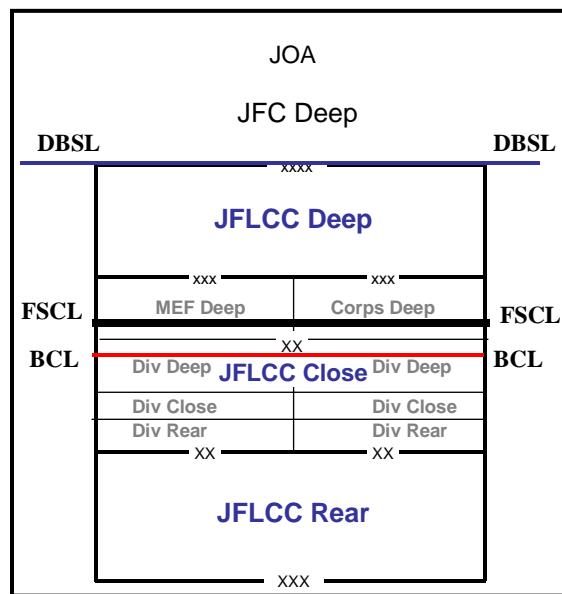 JOA
JFC Deep
DBSL DBSL
xxxx
JFLCC Deep
xxx xxx
MEF Deep Corps Deep
FSCL FSCL
XX
BCL BCL
Div Deep JFLCC Close Div Deep
Div Close Div Close
Div Rear Div Rear
XX XX
JFLCC Rear
XXX